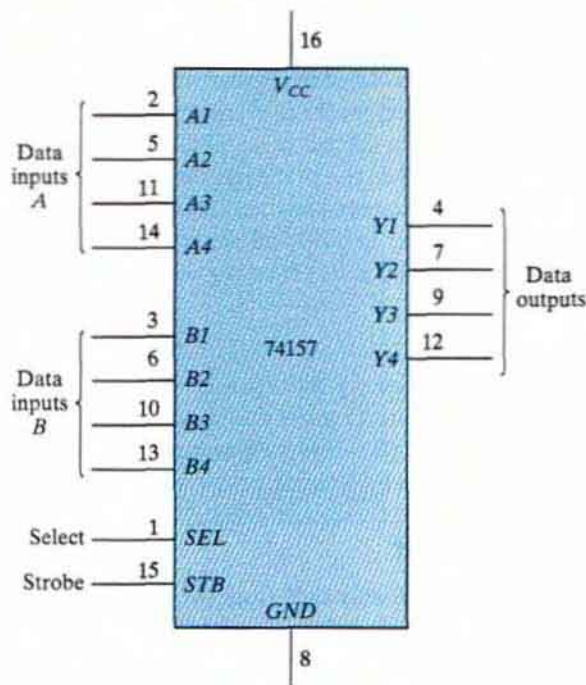 16
V_CC
2 A1
Data 5 A2
inputs 11 A3
A 14 A4
Y1 4
Y2 7 Data
Y3 9 outputs
Y4 12
3 B1
74157
Data 6 B2
inputs 10 B3
B 13 B4
Select 1 SEL
Strobe 15 STB
GND
8